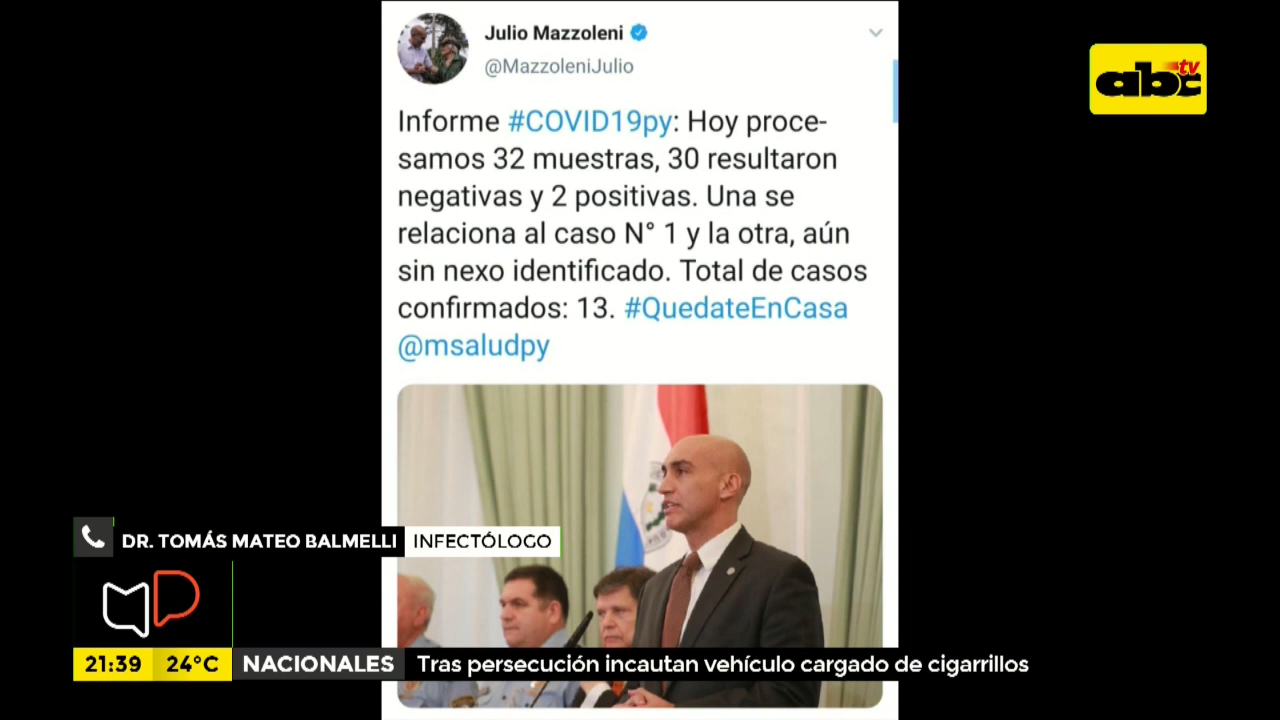 Julio Mazzoleni
@MazzoleniJulio
abc tv
Informe #COVID19py: Hoy proce-
samos 32 muestras, 30 resultaron
negativas y 2 positivas. Una se
relaciona al caso N° 1 y la otra, aún
sin nexo identificado. Total de casos
confirmados: 13. #QuedateEnCasa
@msaludpy
DR. TOMÁS MATEO BALMELLI INFECTÓLOGO
21:39 24°C NACIONALES Tras persecución incautan vehículo cargado de cigarrillos